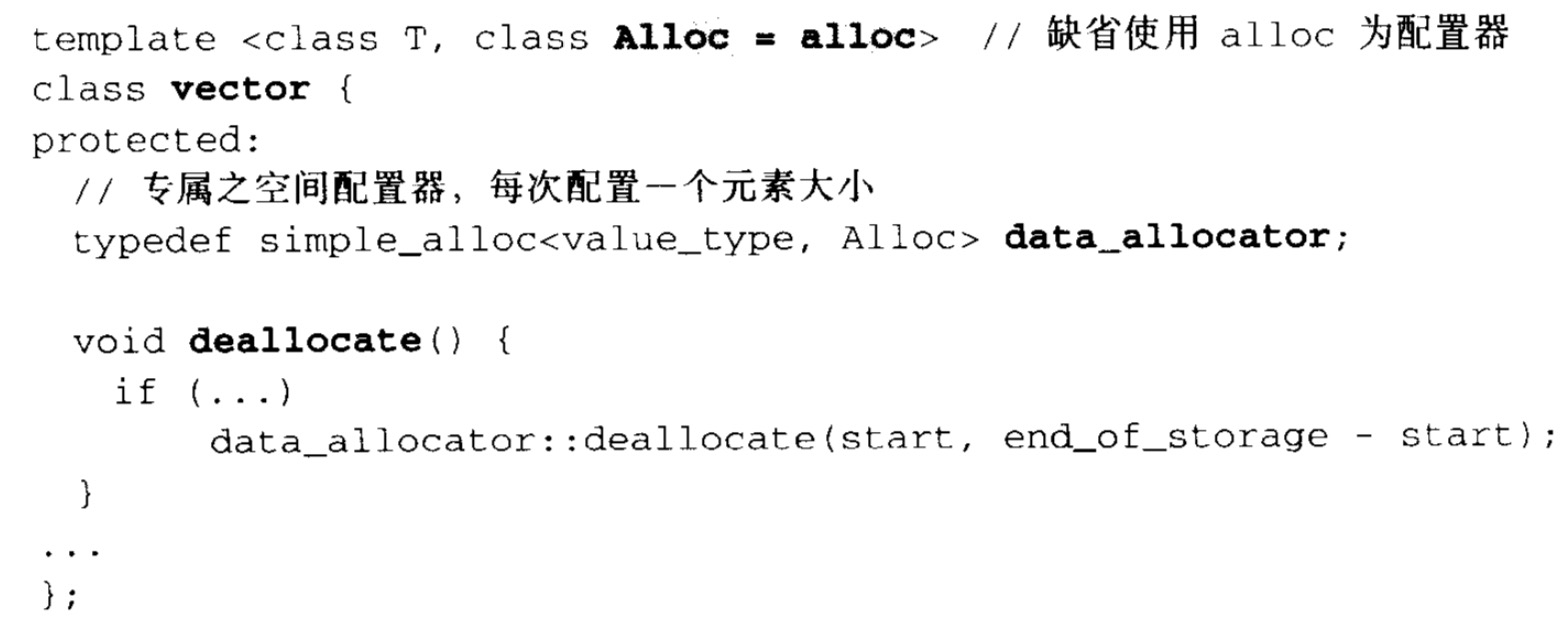 template <class T, class Alloc = alloc>  // 缺省使用 alloc 为配置器
class vector {
protected:
  // 专属之空间配置器，每次配置一个元素大小
  typedef simple_alloc<value_type, Alloc> data_allocator;

  void deallocate() {
    if (...)
        data_allocator::deallocate(start, end_of_storage - start);
  }
...
};